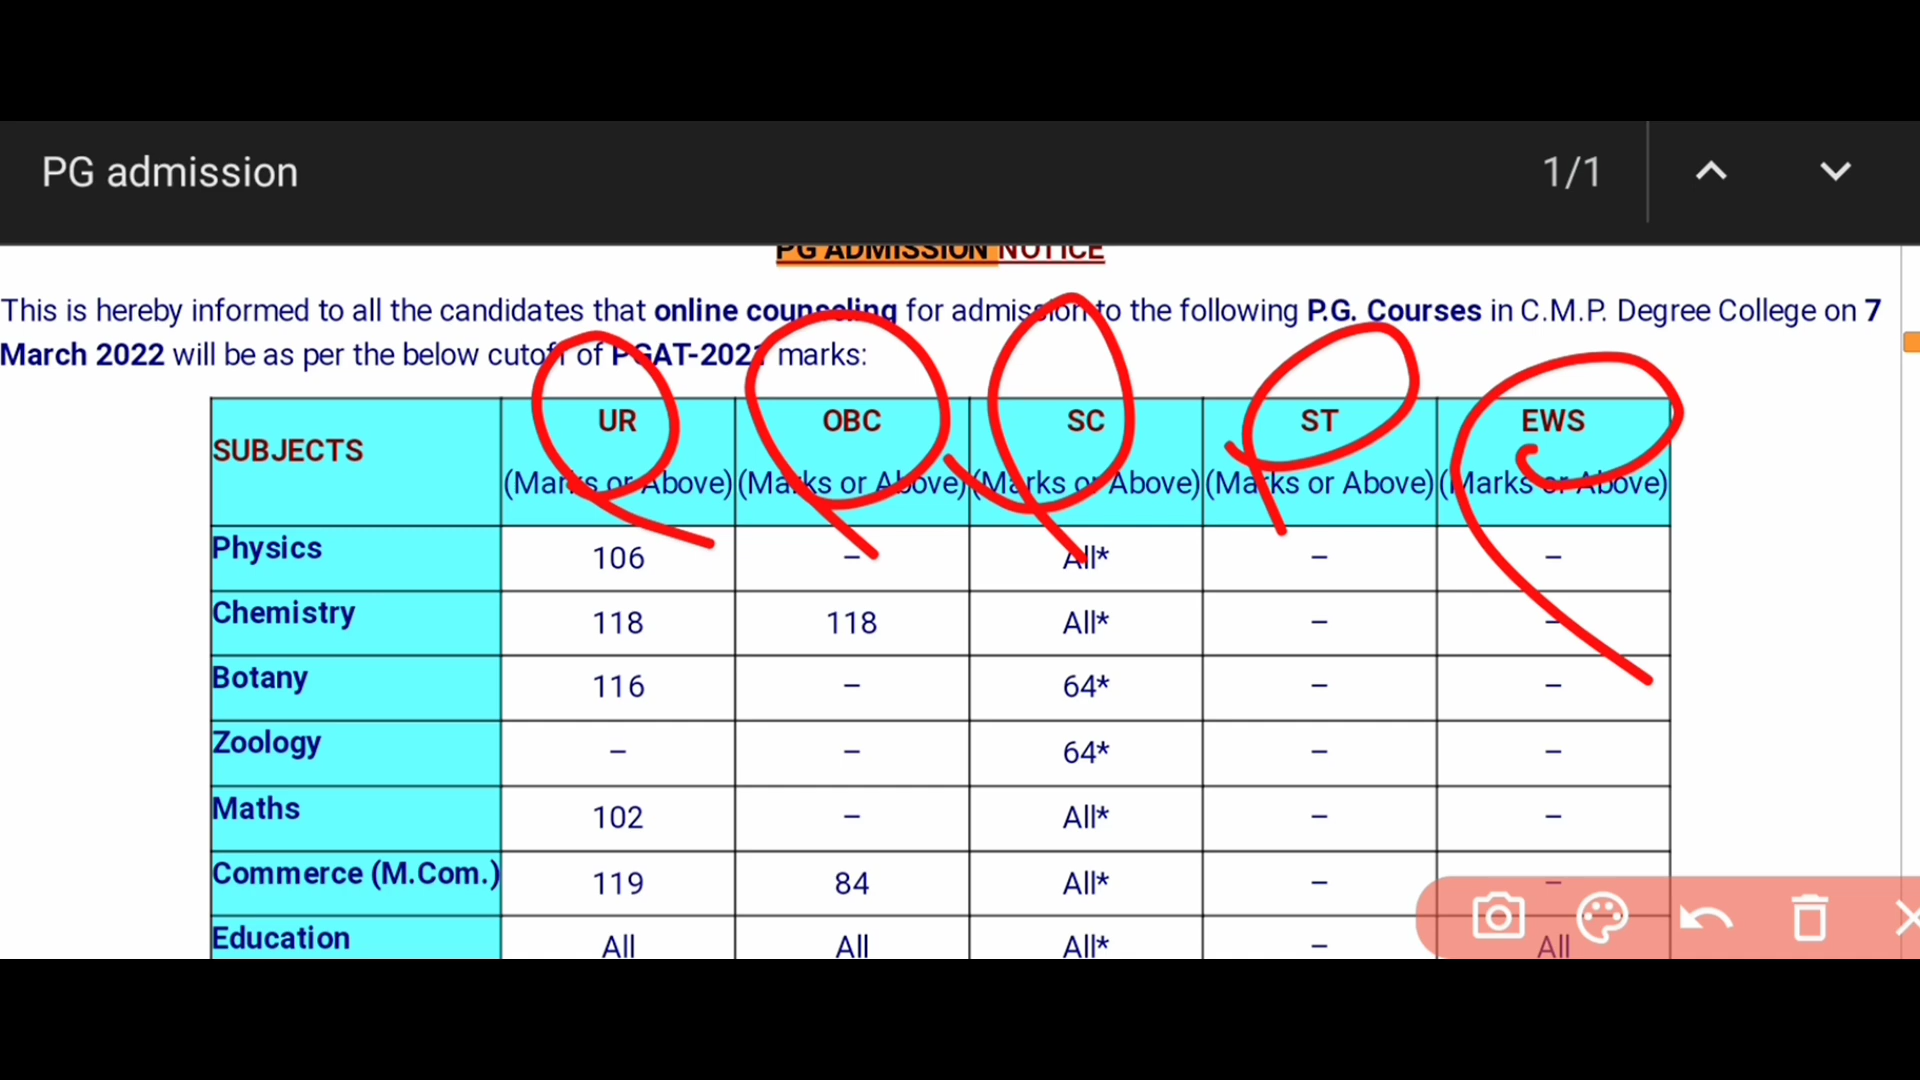 PG admission
1/1
PG ADMISSION NOTICE
This is hereby informed to all the candidates that online counseling for admission to the following P.G. Courses in C.M.P. Degree College on 7
March 2022 will be as per the below cutoff of PGAT-2021 marks:
SUBJECTS UR OBC SC ST EWS
(Marks or Above) (Marks or Above) (Marks or Above) (Marks or Above) (Marks or Above)
Physics 106 – All* – –
Chemistry 118 118 All* – –
Botany 116 – 64* – –
Zoology – – 64* – –
Maths 102 – All* – –
Commerce (M.Com.) 119 84 All* – –
Education All All All* – All